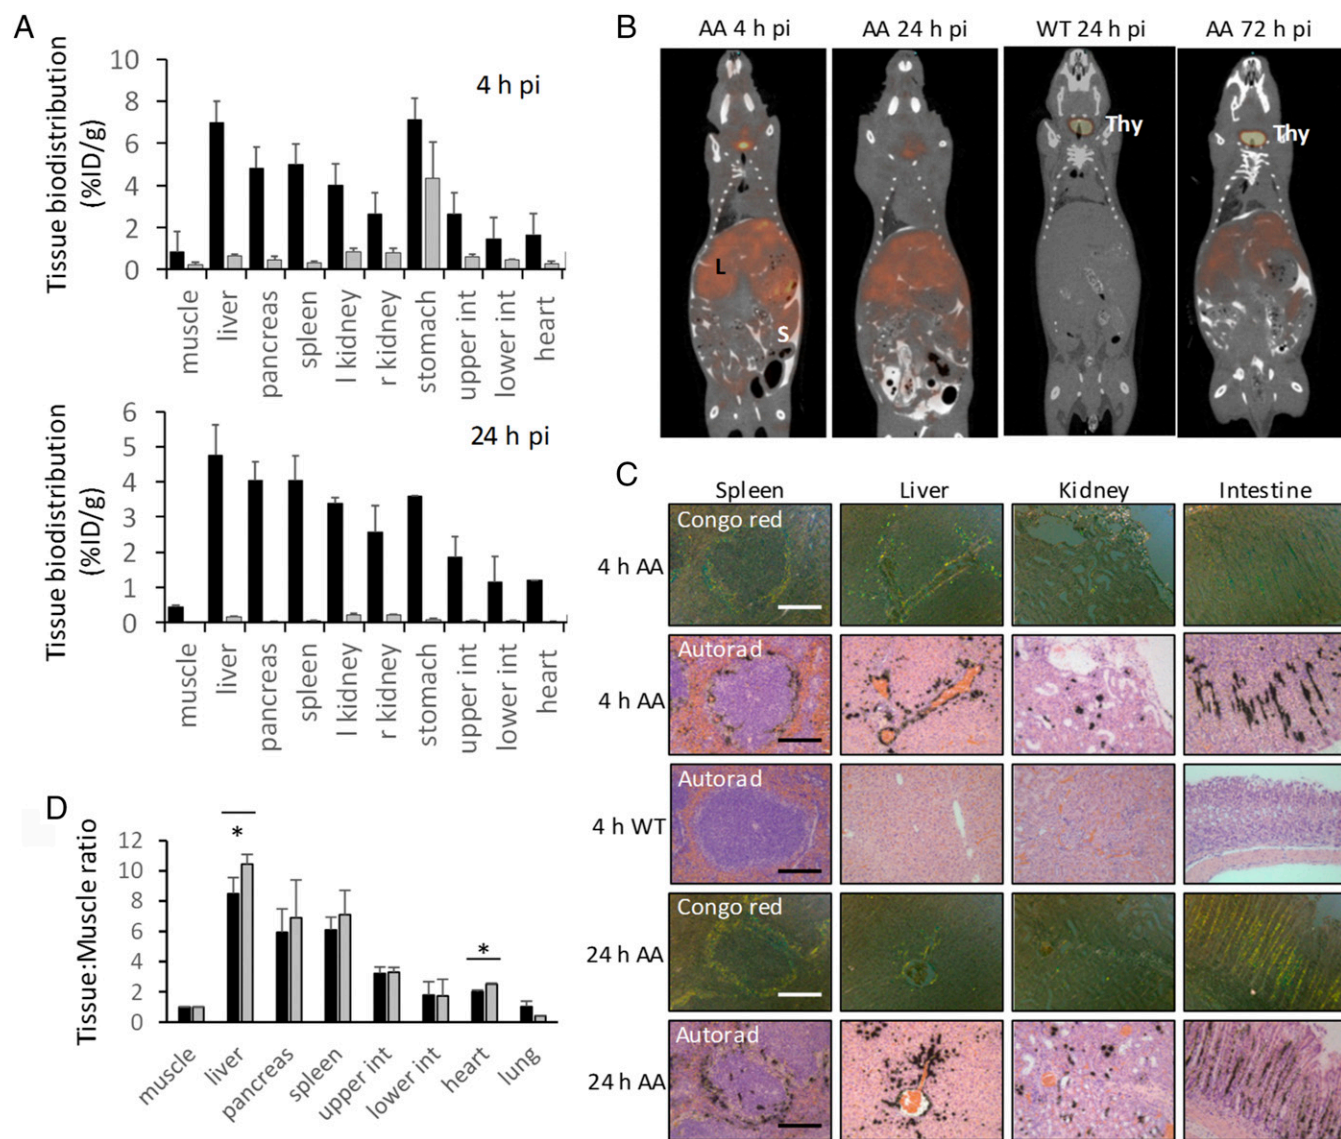 A
Tissue biodistribution
(%ID/g)
10
8
6
4
2
0
4 h pi
muscle
liver
pancreas
spleen
l kidney
r kidney
stomach
upper int
lower int
heart
Tissue biodistribution
(%ID/g)
6
5
4
3
2
1
0
24 h pi
muscle
liver
pancreas
spleen
l kidney
r kidney
stomach
upper int
lower int
heart
B
AA 4 h pi
AA 24 h pi
WT 24 h pi
AA 72 h pi
L
S
Thy
Thy
C
Spleen
Liver
Kidney
Intestine
4 h AA
Congo red
4 h AA
Autorad
4 h WT
Autorad
24 h AA
Congo red
24 h AA
Autorad
D
Tissue:Muscle ratio
12
10
8
6
4
2
0
*
*
muscle
liver
pancreas
spleen
upper int
lower int
heart
lung